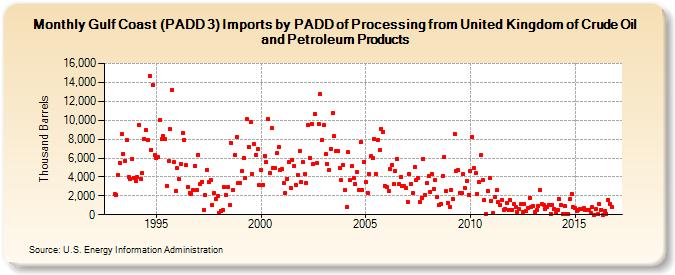 Monthly Gulf Coast (PADD 3) Imports by PADD of Processing from United Kingdom of Crude Oil
and Petroleum Products
Thousand Barrels
16,000
14,000
12,000
10,000
8,000
6,000
4,000
2,000
0
1995 2000 2005 2010 2015
Source: U.S. Energy Information Administration